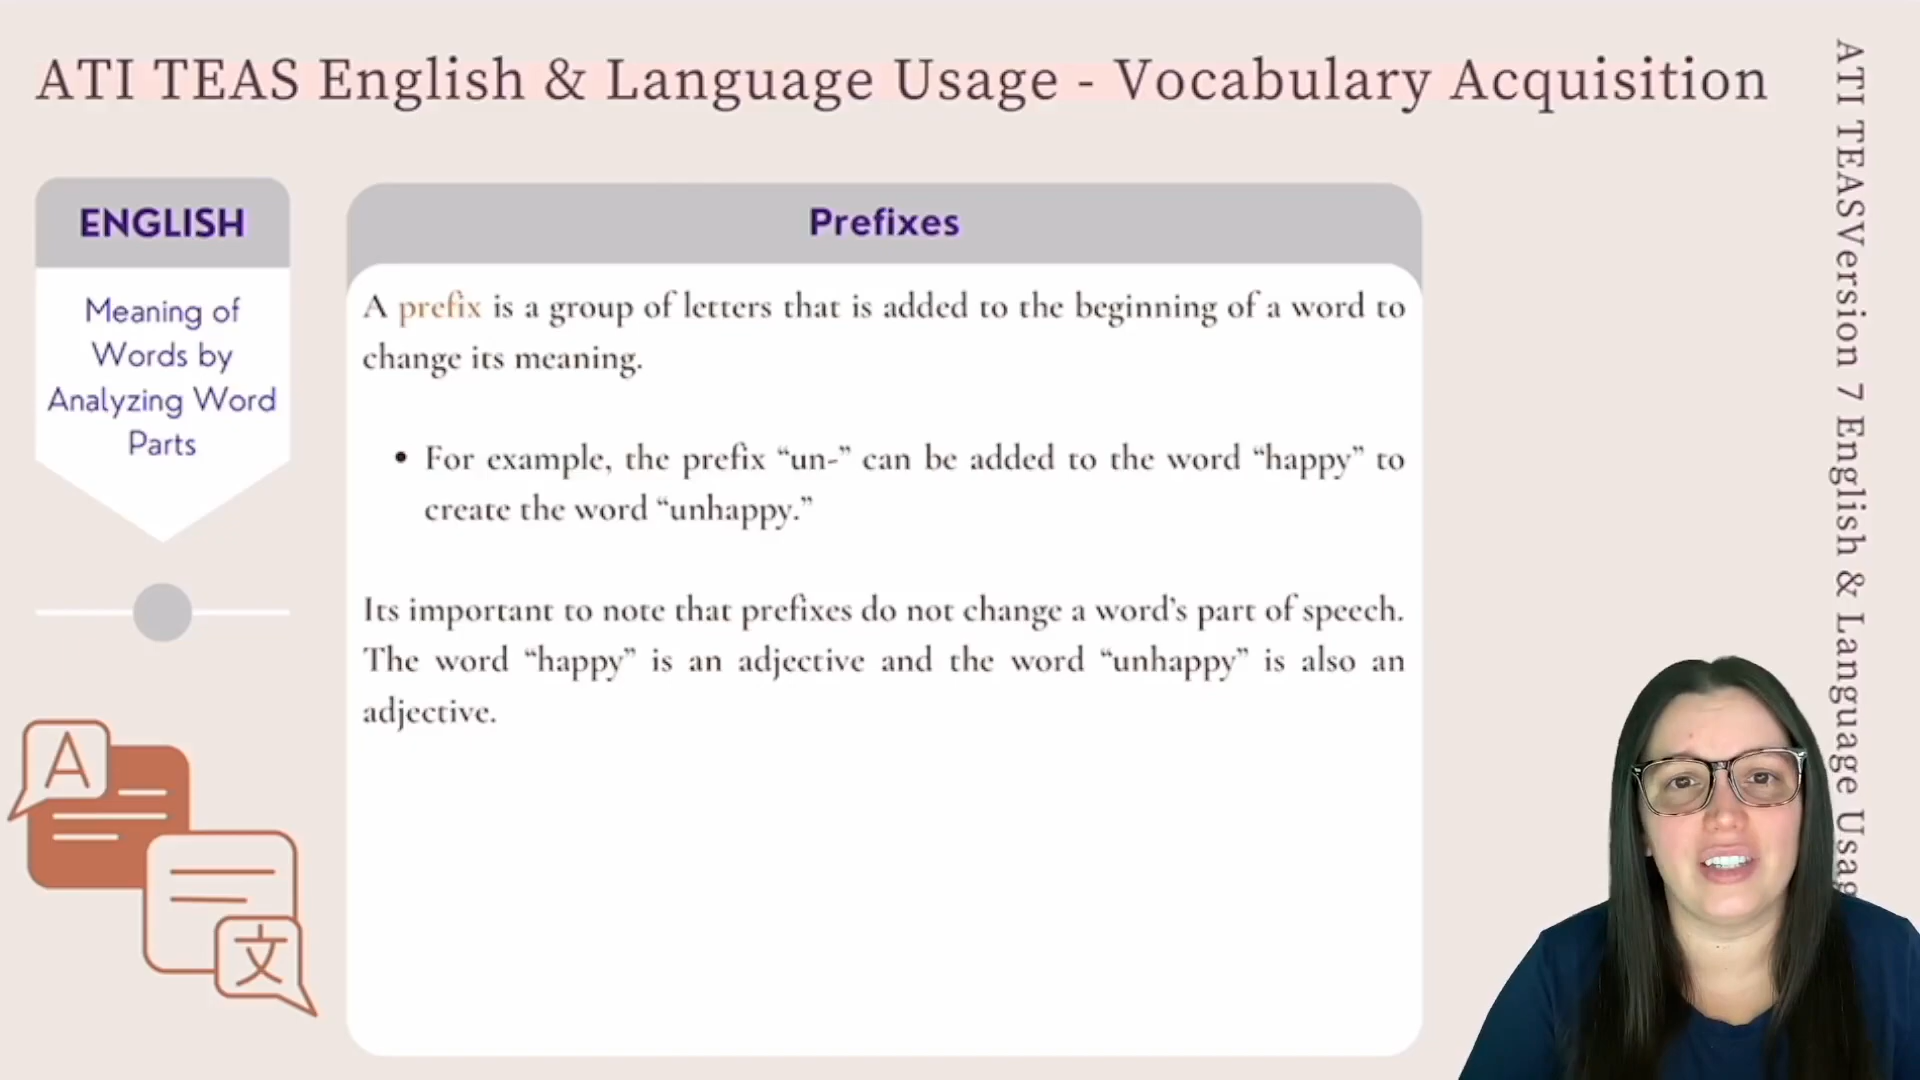 ATI TEAS English & Language Usage - Vocabulary Acquisition
ENGLISH
Meaning of
Words by
Analyzing Word
Parts
Prefixes
A prefix is a group of letters that is added to the beginning of a word to
change its meaning.
• For example, the prefix “un-” can be added to the word “happy” to
create the word “unhappy.”
Its important to note that prefixes do not change a word’s part of speech.
The word “happy” is an adjective and the word “unhappy” is also an
adjective.
A
文
ATI TEASVersion 7 English & Language Usag